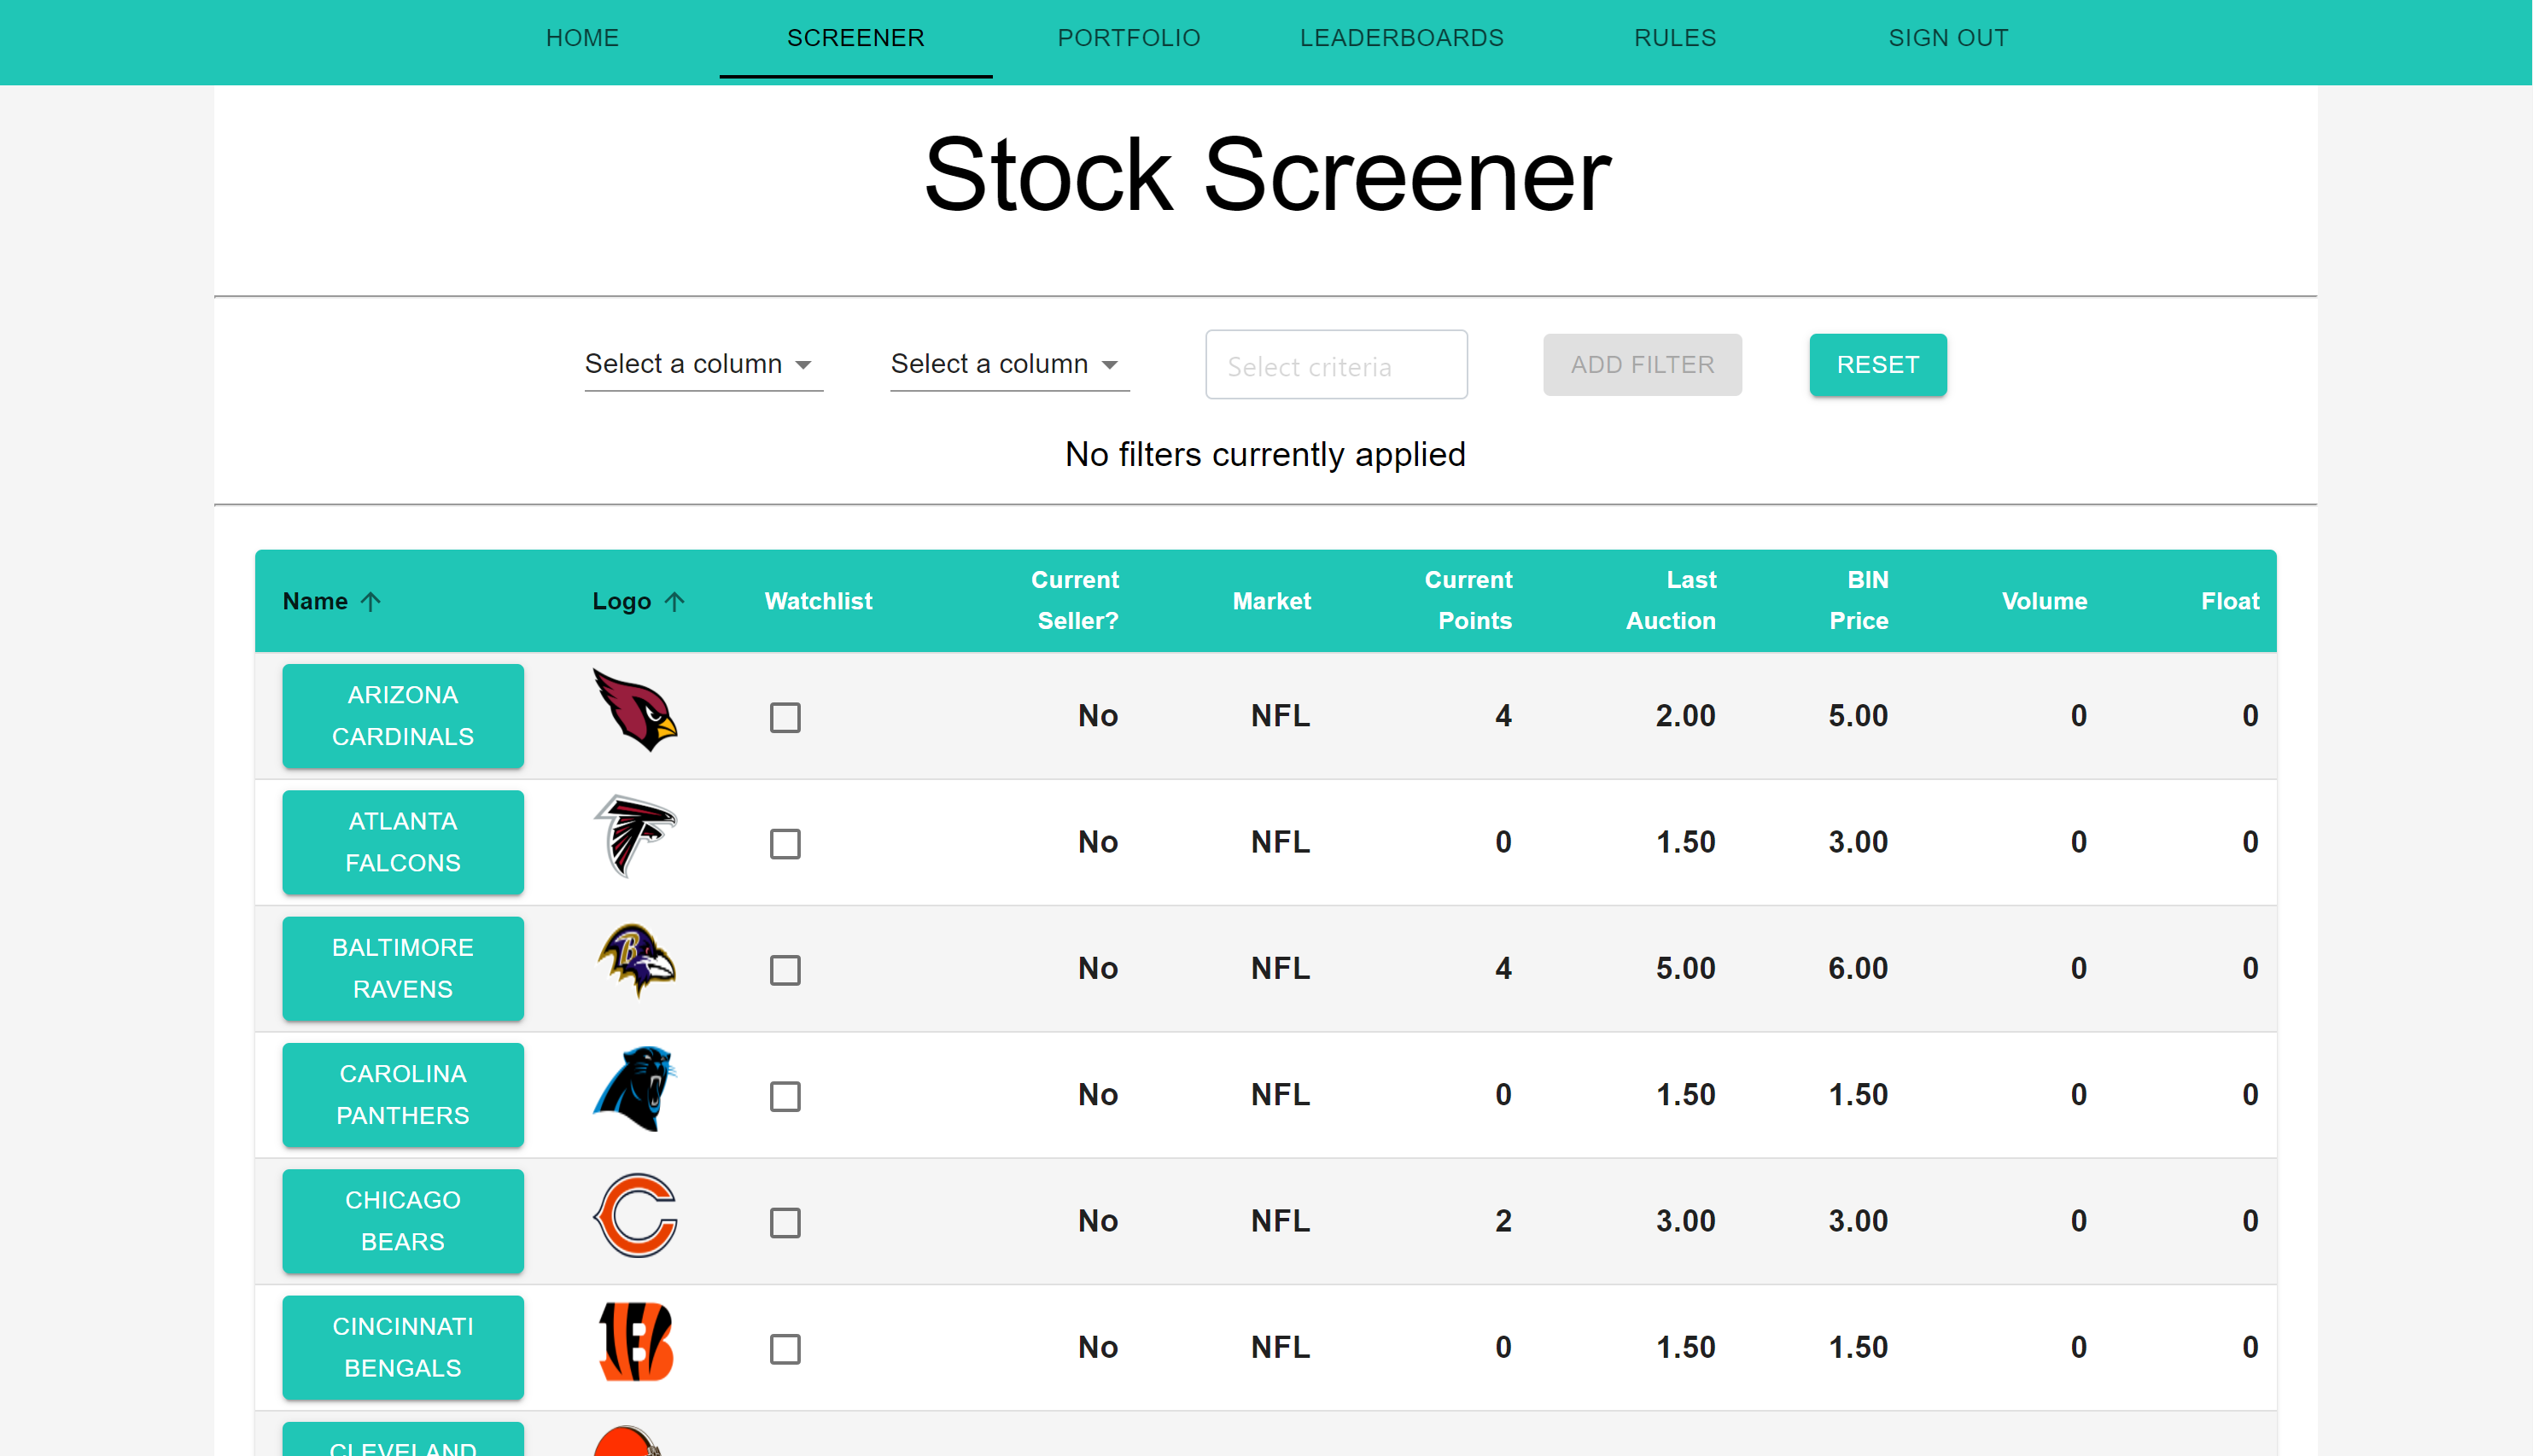 HOME SCREENER PORTFOLIO LEADERBOARDS RULES SIGN OUT
Stock Screener
Select a column Select a column Select criteria ADD FILTER RESET
No filters currently applied
Name Logo Watchlist Current Seller? Market Current Points Last Auction BIN Price Volume Float
ARIZONA CARDINALS No NFL 4 2.00 5.00 0 0
ATLANTA FALCONS No NFL 0 1.50 3.00 0 0
BALTIMORE RAVENS B No NFL 4 5.00 6.00 0 0
CAROLINA PANTHERS No NFL 0 1.50 1.50 0 0
CHICAGO BEARS C No NFL 2 3.00 3.00 0 0
CINCINNATI BENGALS B No NFL 0 1.50 1.50 0 0
CLEVELAND